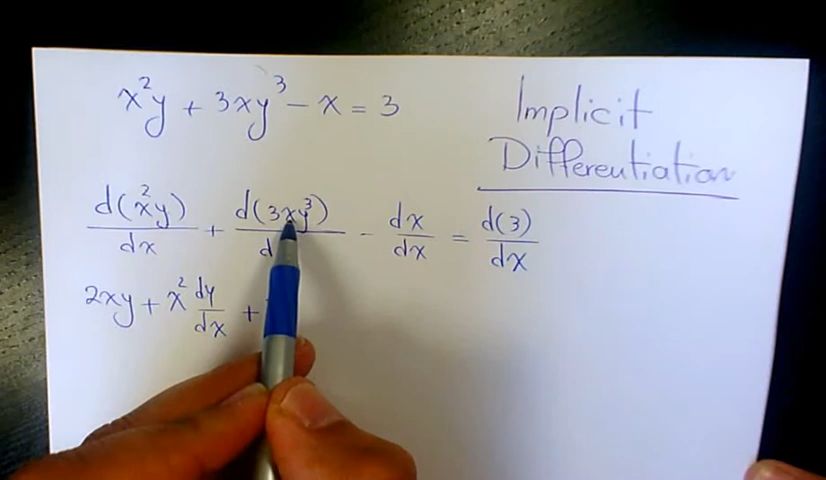 x²y + 3xy³ - x = 3
Implicit
Differentiation
d(x²y)/dx + d(3xy³)/d - dx/dx = d(3)/dx
2xy + x² dy/dx +